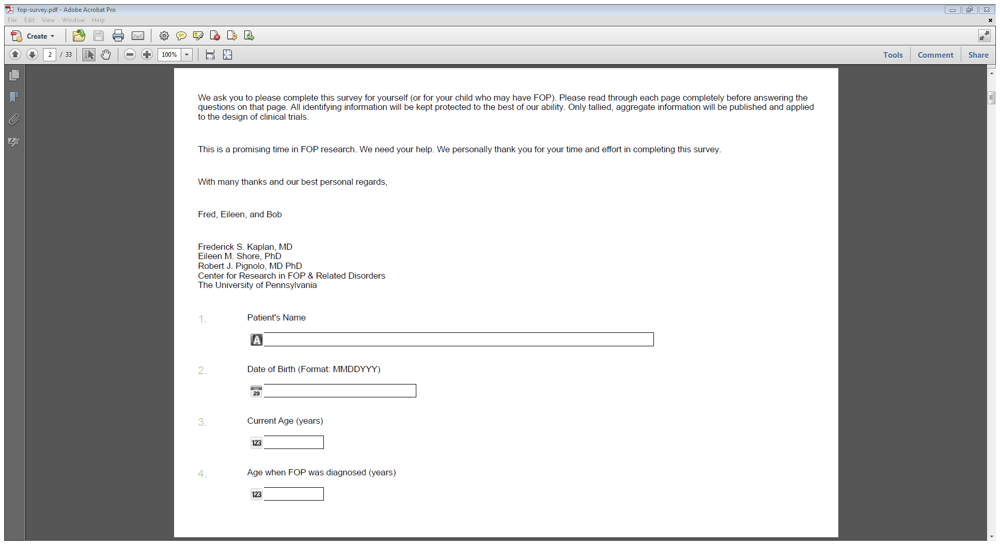 fop-survey.pdf - Adobe Acrobat Pro
File Edit View Window Help
Create
2 / 33 100% Tools Comment Share
We ask you to please complete this survey for yourself (or for your child who may have FOP). Please read through each page completely before answering the
questions on that page. All identifying information will be kept protected to the best of our ability. Only tallied, aggregate information will be published and applied
to the design of clinical trials.
This is a promising time in FOP research. We need your help. We personally thank you for your time and effort in completing this survey.
With many thanks and our best personal regards,
Fred, Eileen, and Bob
Frederick S. Kaplan, MD
Eileen M. Shore, PhD
Robert J. Pignolo, MD PhD
Center for Research in FOP & Related Disorders
The University of Pennsylvania
1. Patient's Name
A
2. Date of Birth (Format: MMDDYYY)
29
3. Current Age (years)
123
4. Age when FOP was diagnosed (years)
123